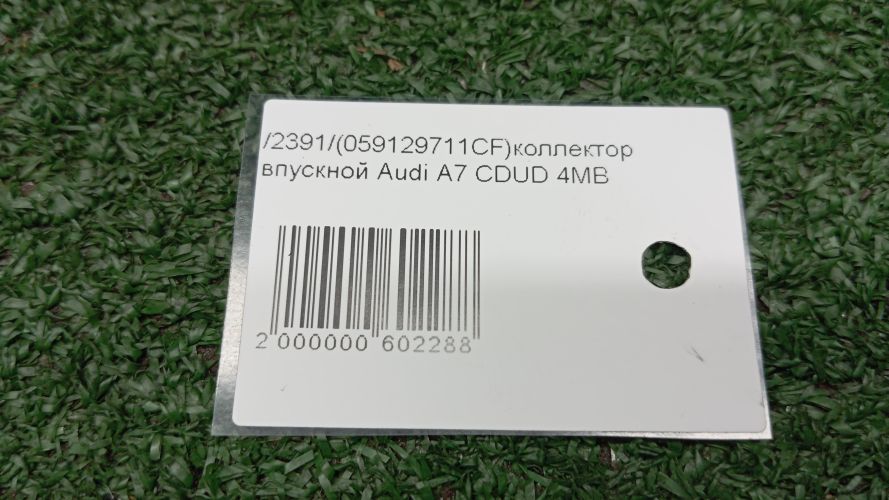 /2391/(059129711CF)коллектор
впускной Audi A7 CDUD 4MB
2 000000 602288